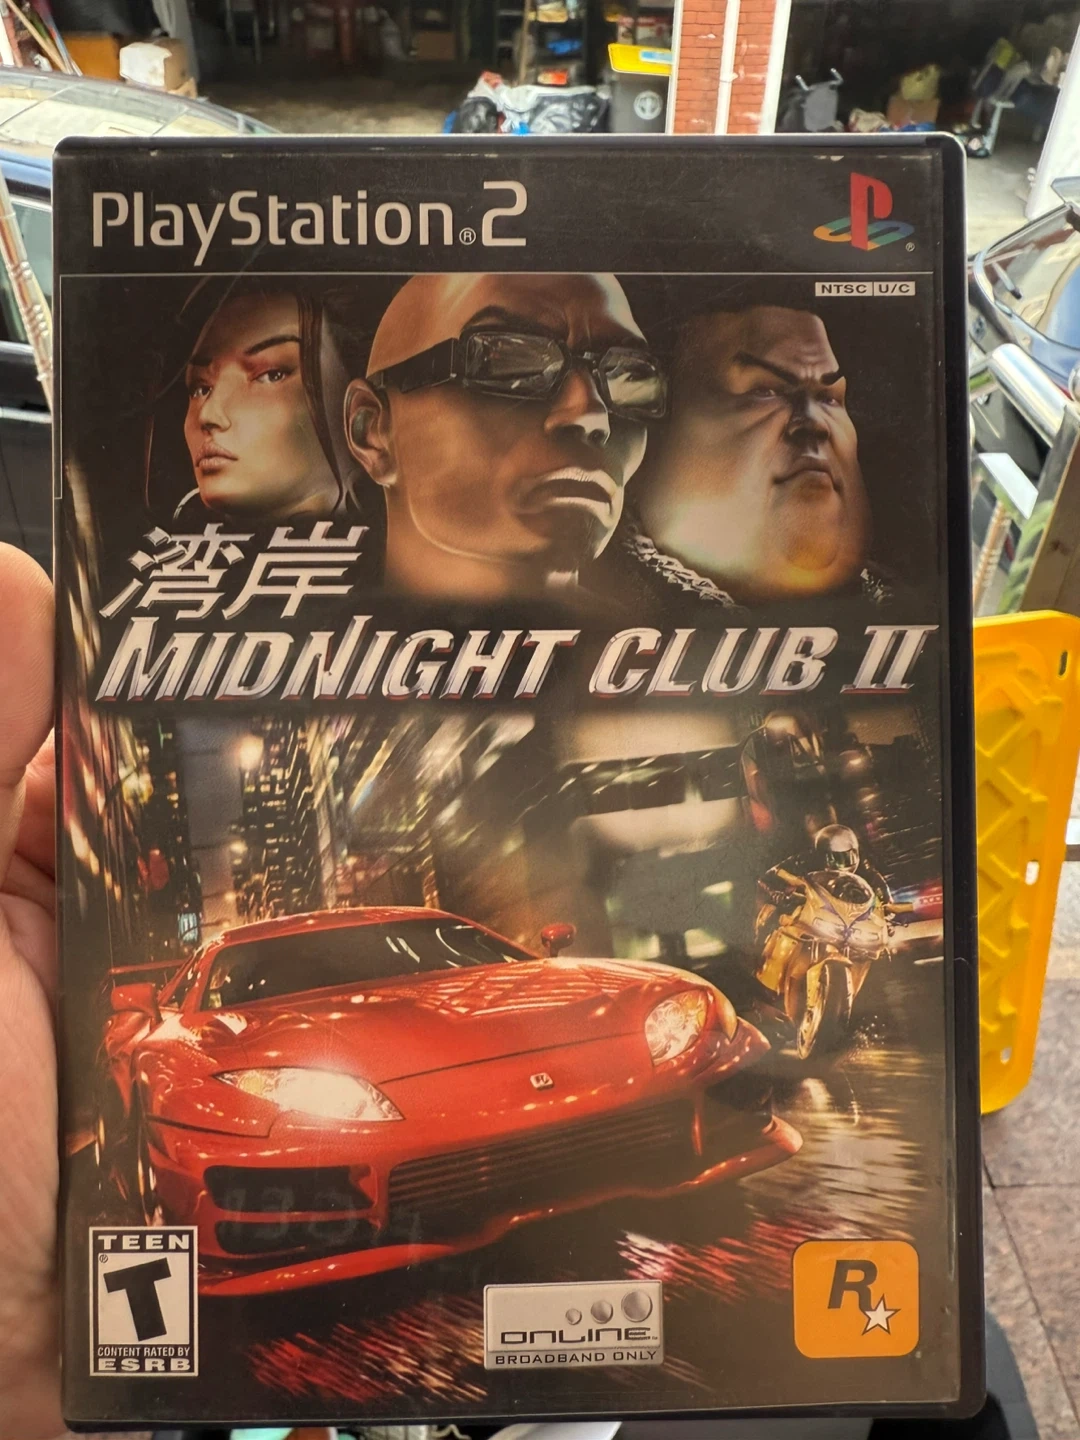 PlayStation®2
NTSC U/C
湾岸
MIDNIGHT CLUB II
TEEN
T
CONTENT RATED BY
ESRB
ONLINE
BROADBAND ONLY
R